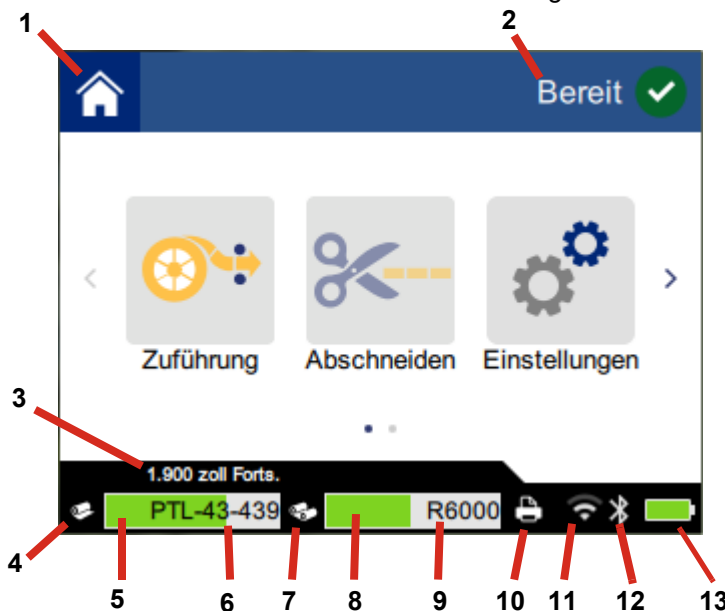 1
2
Bereit
Zuführung Abschneiden Einstellungen
3
1.900 zoll Forts.
PTL-43-439 R6000
4
5 6 7 8 9 10 11 12 13